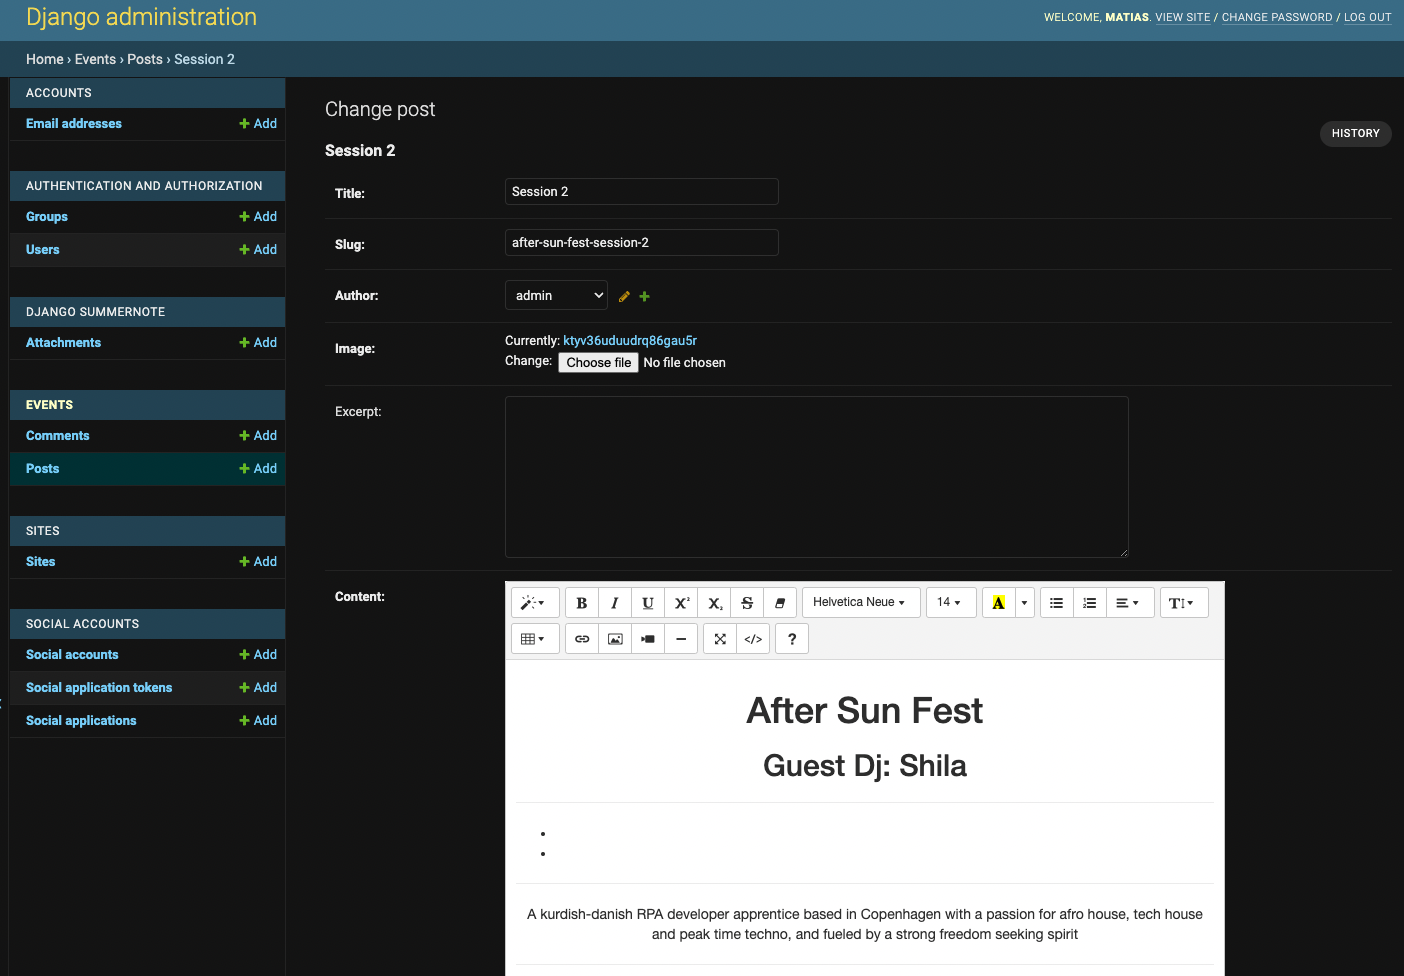 Django administration
WELCOME, MATIAS. VIEW SITE / CHANGE PASSWORD / LOG OUT
Home › Events › Posts › Session 2
ACCOUNTS
Email addresses + Add
AUTHENTICATION AND AUTHORIZATION
Groups + Add
Users + Add
DJANGO SUMMERNOTE
Attachments + Add
EVENTS
Comments + Add
Posts + Add
SITES
Sites + Add
SOCIAL ACCOUNTS
Social accounts + Add
Social application tokens + Add
Social applications + Add
Change post
HISTORY
Session 2
Title: Session 2
Slug: after-sun-fest-session-2
Author: admin
Image: Currently: ktyv36uduudrq86gau5r
Change: Choose file No file chosen
Excerpt:
Content:
B I U X² X₂ S Helvetica Neue 14 A TI
</> ?
After Sun Fest
Guest Dj: Shila
A kurdish-danish RPA developer apprentice based in Copenhagen with a passion for afro house, tech house
and peak time techno, and fueled by a strong freedom seeking spirit